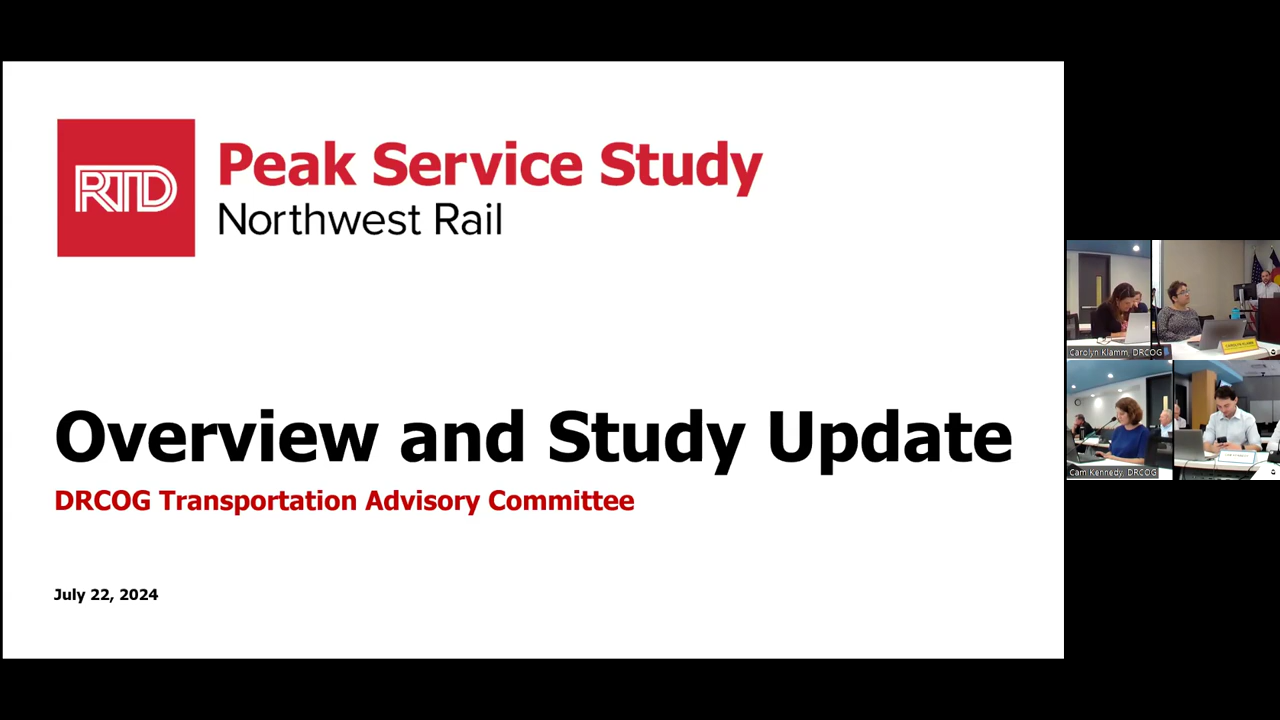 RTD
Peak Service Study
Northwest Rail
Overview and Study Update
DRCOG Transportation Advisory Committee
July 22, 2024
Carolyn Klamm, DRCOG
Cam Kennedy, DRCOG